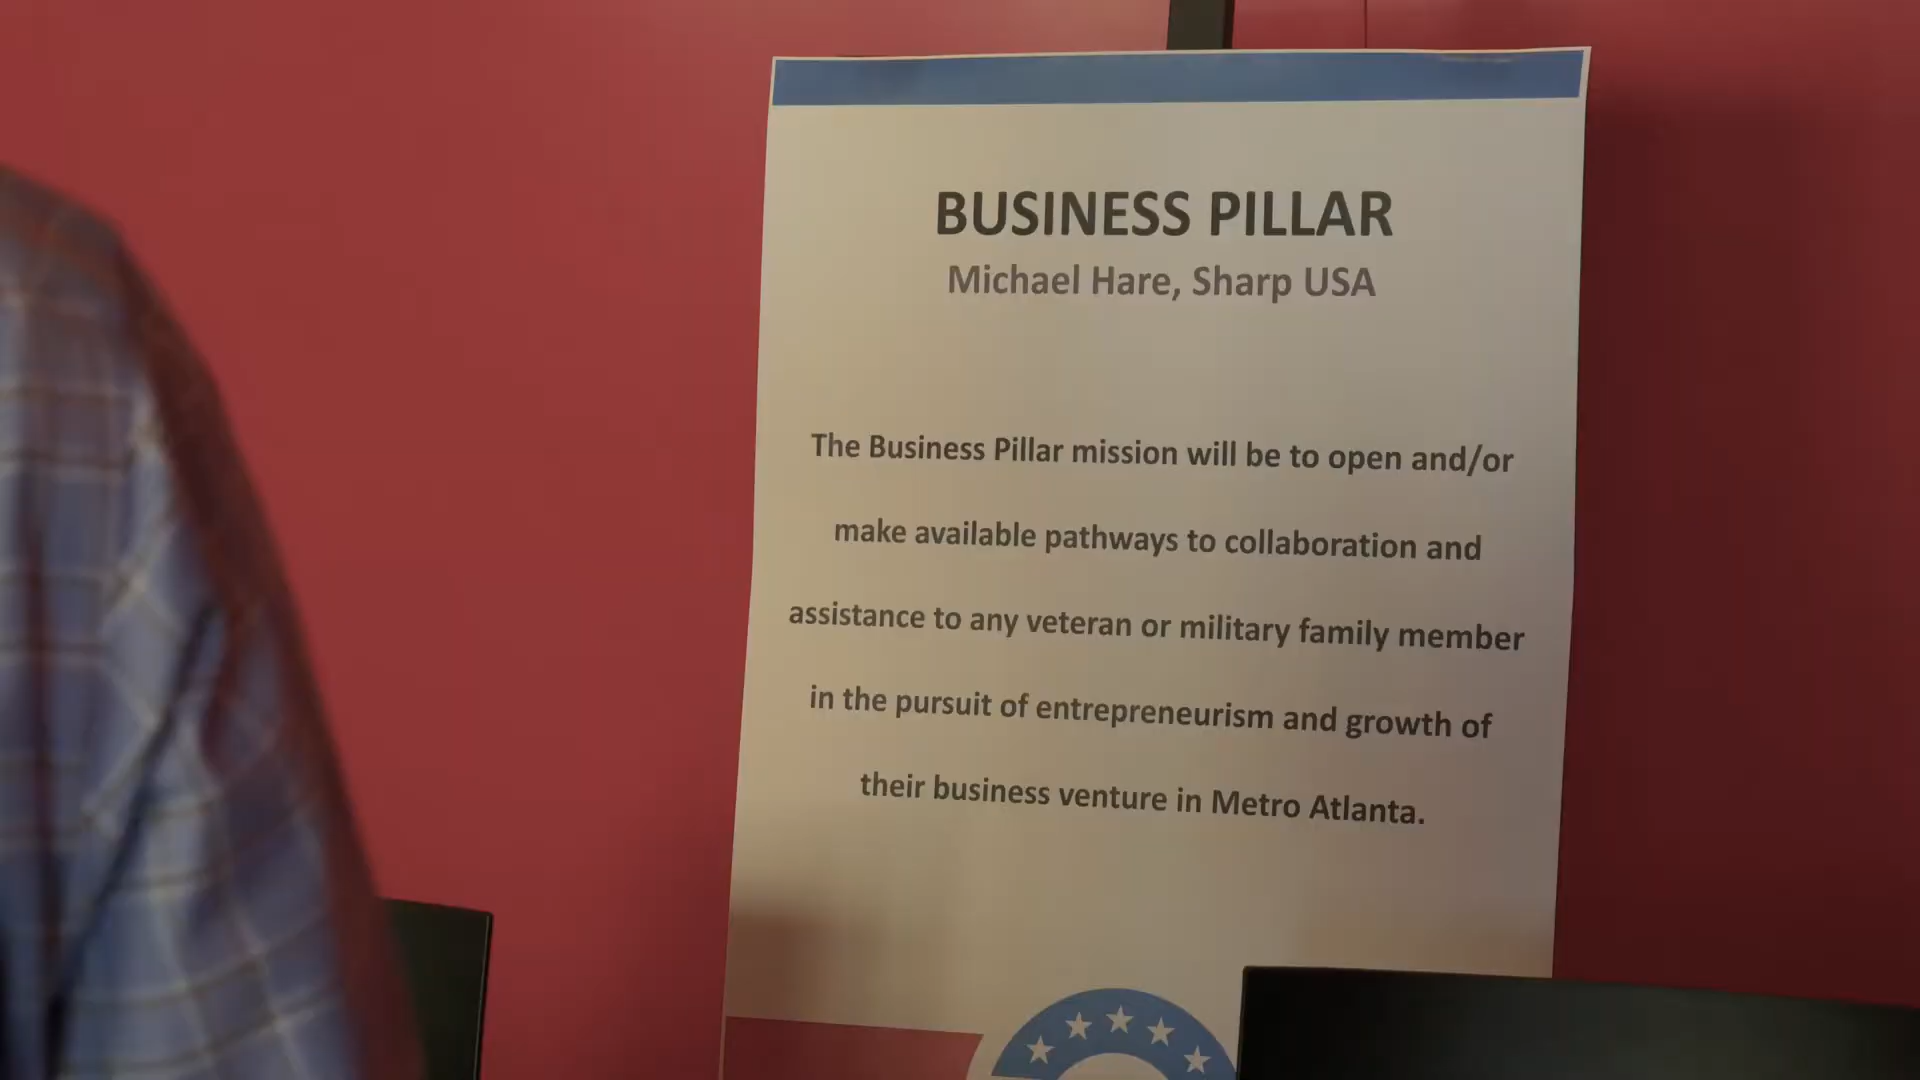 BUSINESS PILLAR
Michael Hare, Sharp USA
The Business Pillar mission will be to open and/or
make available pathways to collaboration and
assistance to any veteran or military family member
in the pursuit of entrepreneurism and growth of
their business venture in Metro Atlanta.